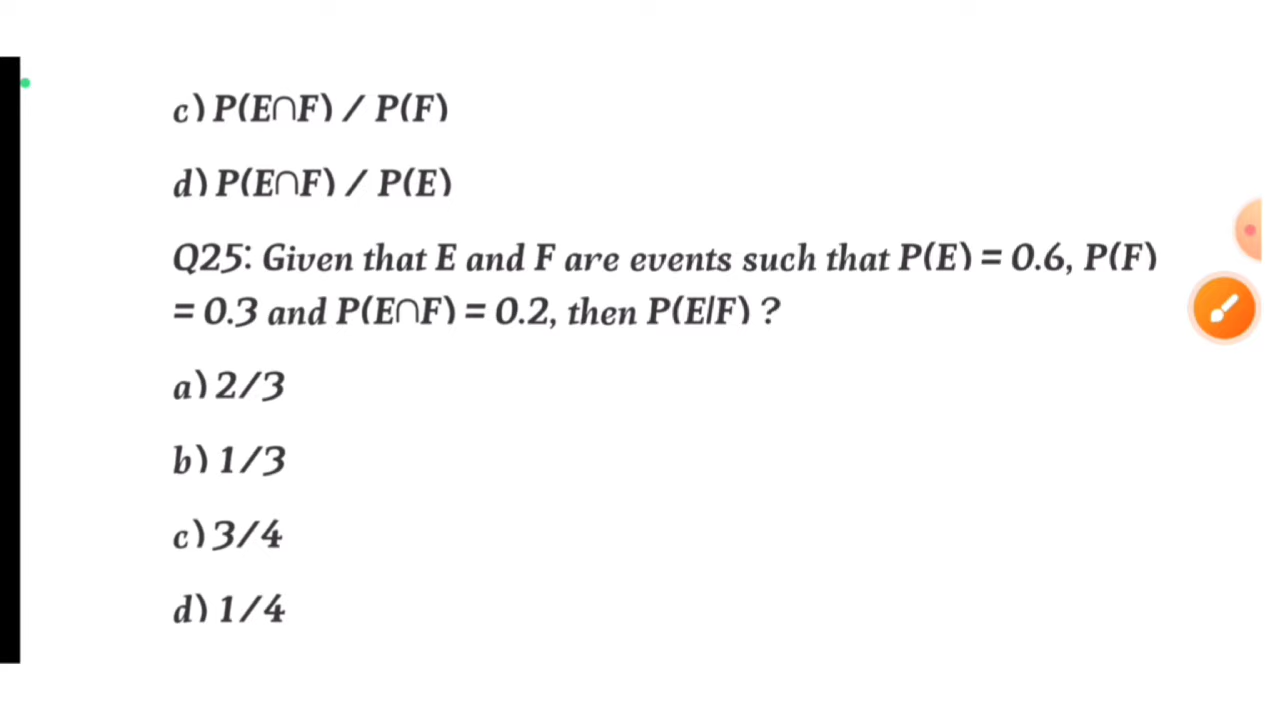 c) P(E∩F) / P(F)
d) P(E∩F) / P(E)
Q25: Given that E and F are events such that P(E) = 0.6, P(F)
= 0.3 and P(E∩F) = 0.2, then P(E|F) ?
a) 2/3
b) 1/3
c) 3/4
d) 1/4